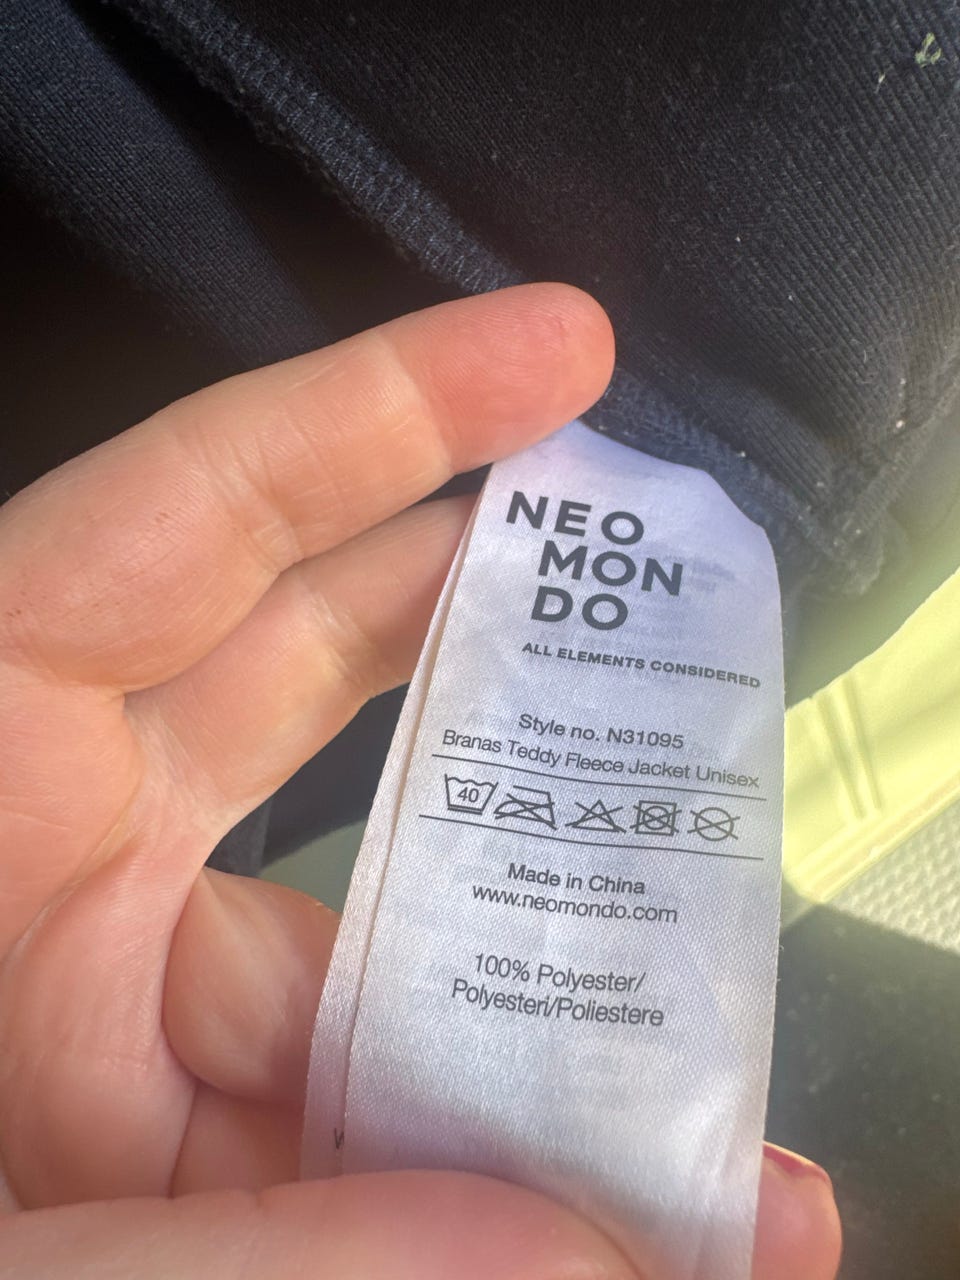 NEO
MON
DO
ALL ELEMENTS CONSIDERED
Style no. N31095
Branas Teddy Fleece Jacket Unisex
40
Made in China
www.neomondo.com
100% Polyester/
Polyesteri/Poliestere